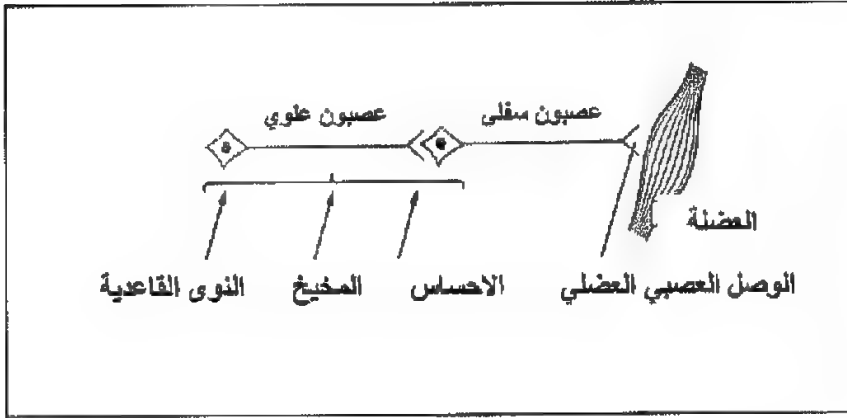 عصبون علوي
عصبون سفلي
العضلة
النوى القاعدية
المخيخ
الاحساس
الوصل العصبي العضلي